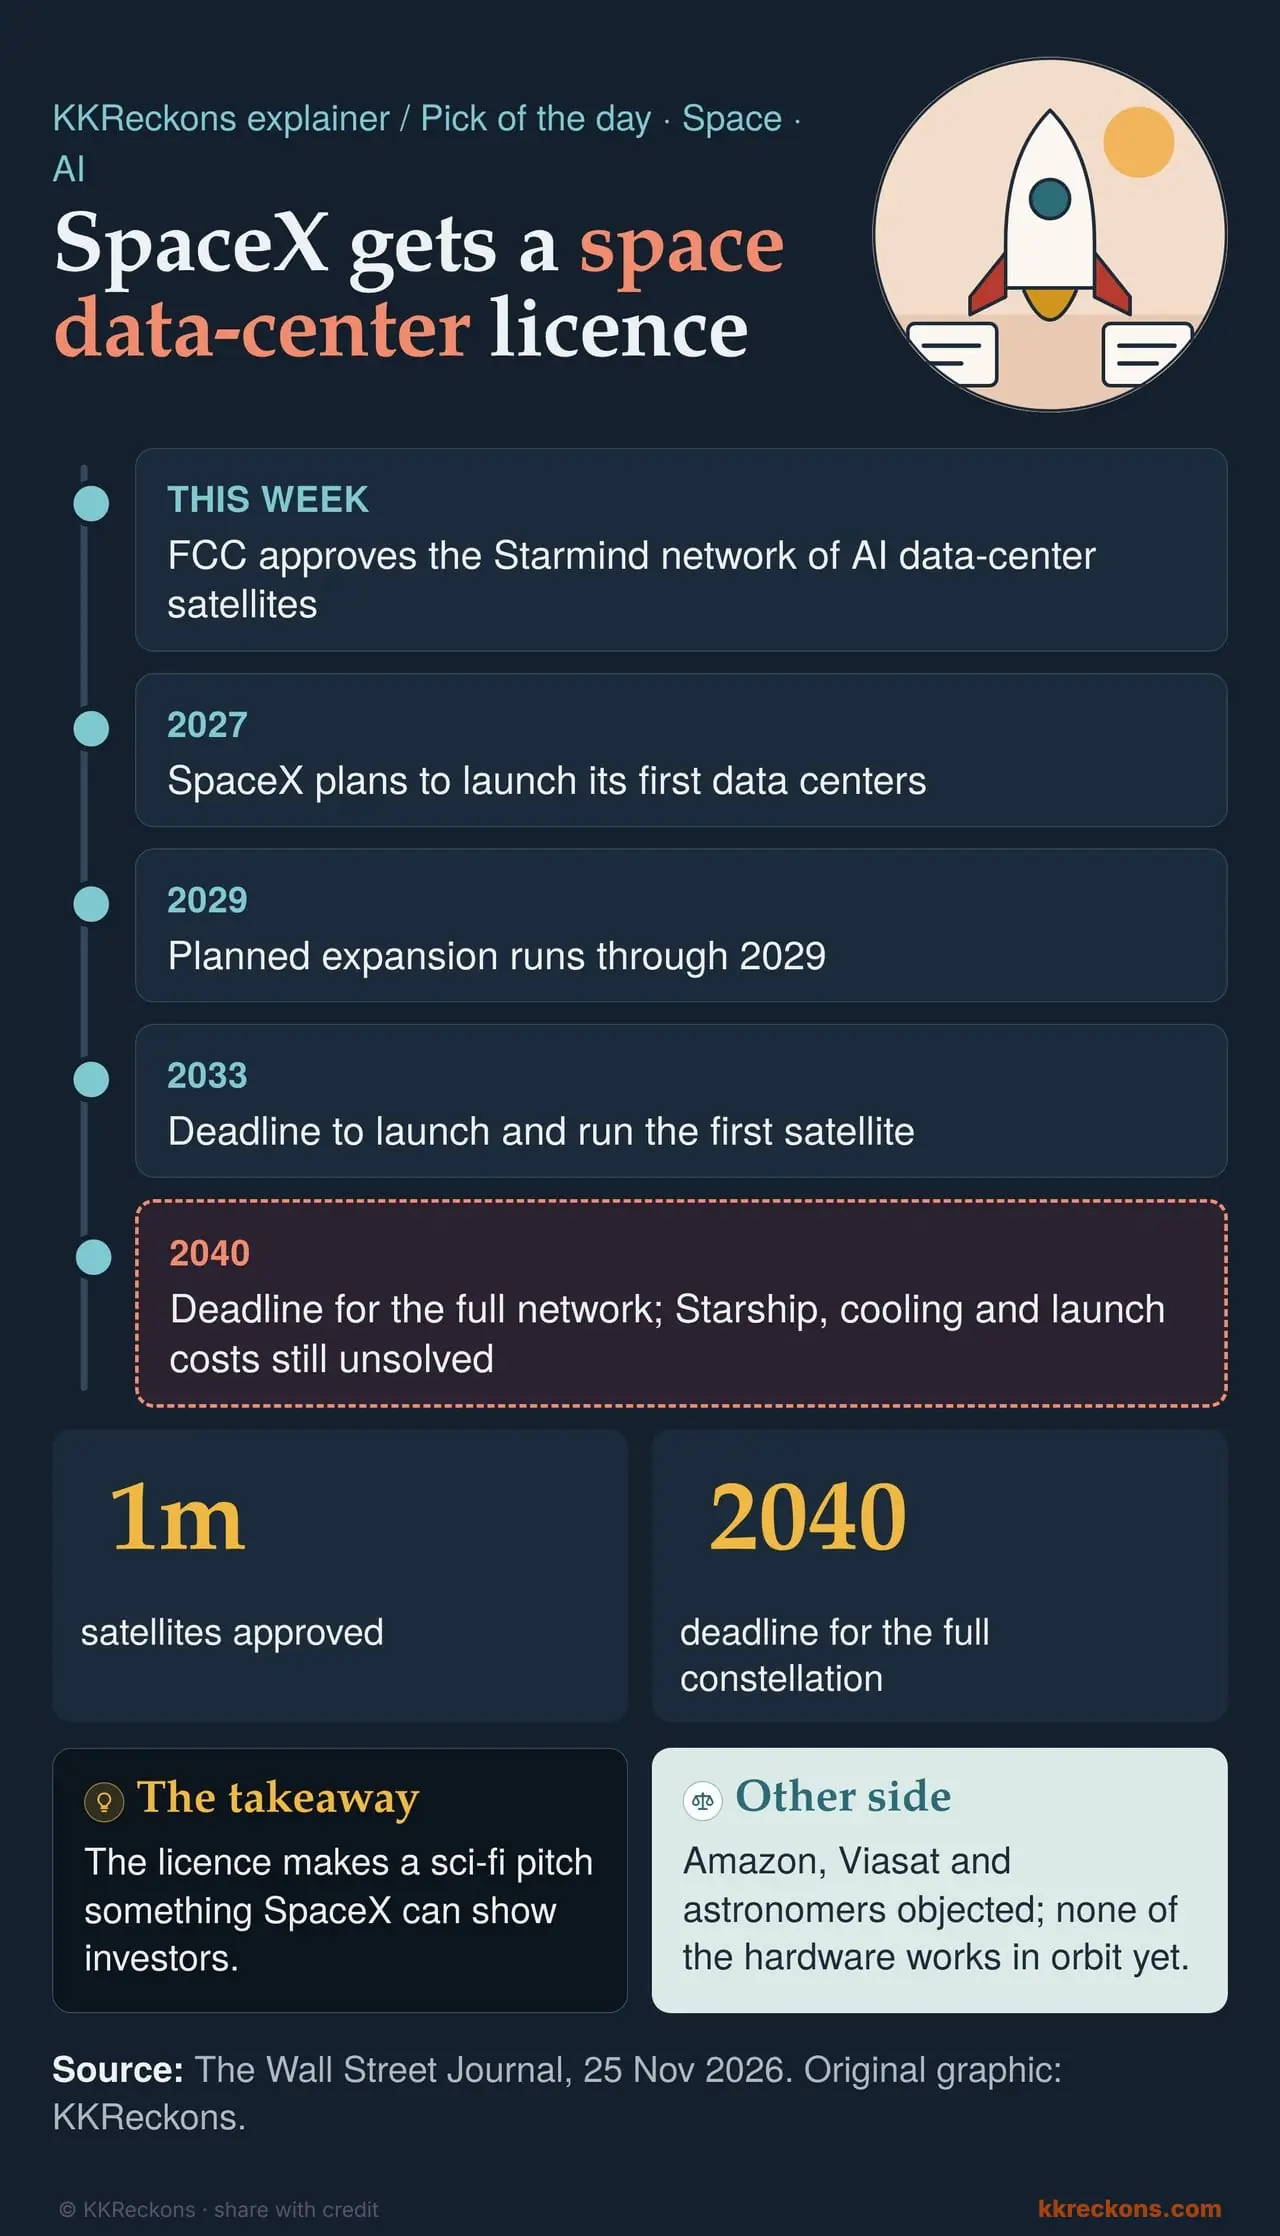 KKReckons explainer / Pick of the day · Space ·
AI
SpaceX gets a space
data-center licence
THIS WEEK
FCC approves the Starmind network of AI data-center
satellites
2027
SpaceX plans to launch its first data centers
2029
Planned expansion runs through 2029
2033
Deadline to launch and run the first satellite
2040
Deadline for the full network; Starship, cooling and launch
costs still unsolved
1m
satellites approved
2040
deadline for the full
constellation
The takeaway
The licence makes a sci-fi pitch
something SpaceX can show
investors.
Other side
Amazon, Viasat and
astronomers objected; none of
the hardware works in orbit yet.
Source: The Wall Street Journal, 25 Nov 2026. Original graphic:
KKReckons.
© KKReckons · share with credit
kkreckons.com